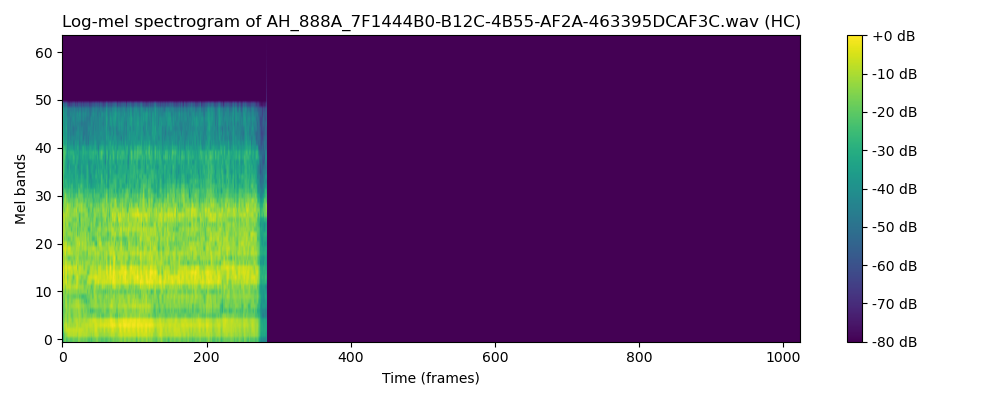 Log-mel spectrogram of AH_888A_7F1444B0-B12C-4B55-AF2A-463395DCAF3C.wav (HC)
60
50
40
30
20
10
0
Mel bands
0 200 400 600 800 1000
Time (frames)
+0 dB
-10 dB
-20 dB
-30 dB
-40 dB
-50 dB
-60 dB
-70 dB
-80 dB